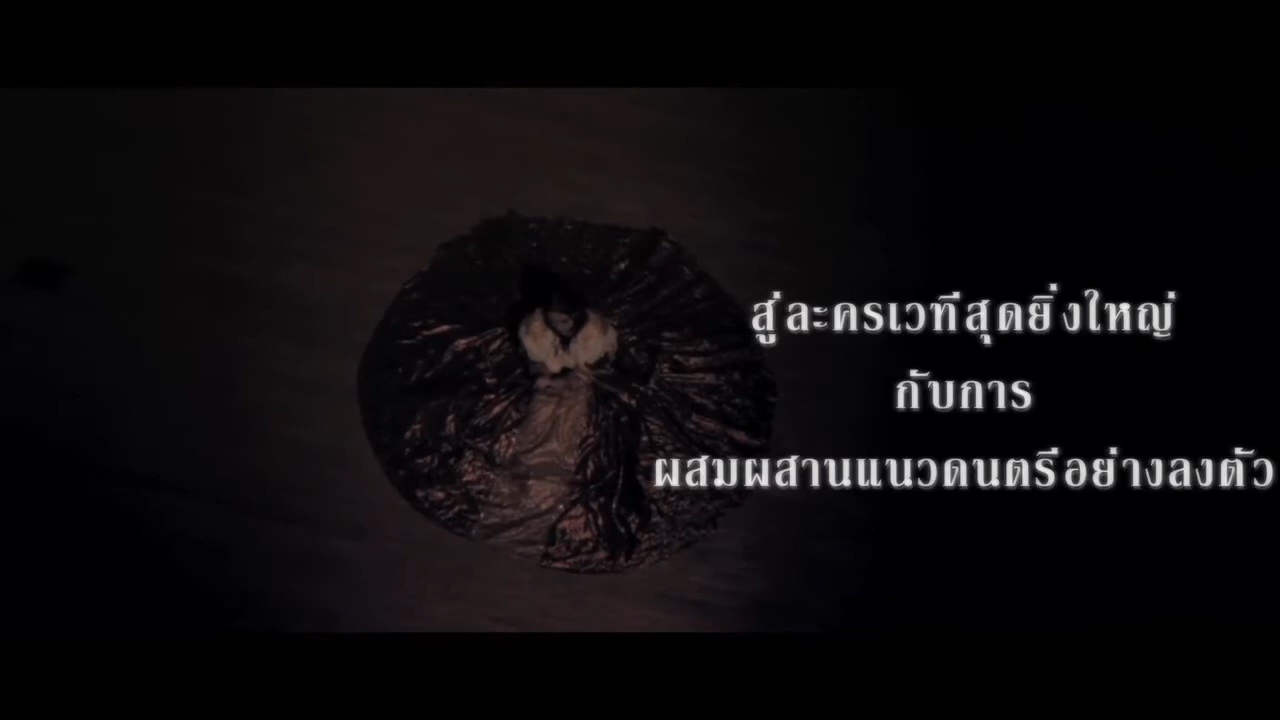 สู่ละครเวทีสุดยิ่งใหญ่
กับการ
ผสมผสานแนวดนตรีอย่างลงตัว